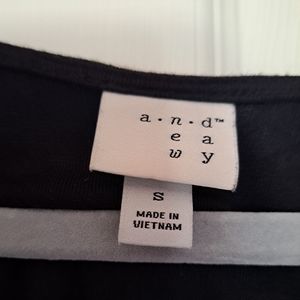 a • n • d™
e a
w y
S
MADE IN
VIETNAM